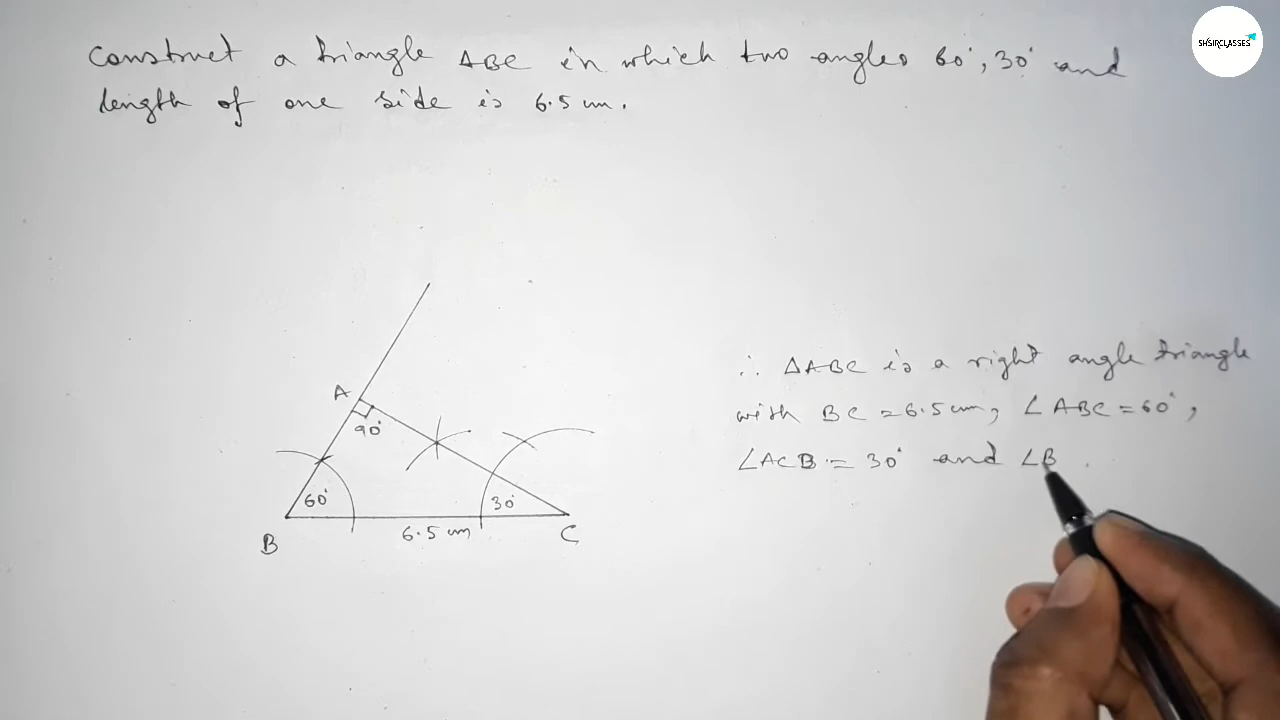 SHSIRCLASSES
Construct a triangle ABC in which two angles 60°, 30° and
length of one side is 6.5 cm.
A
90°
60°
30°
B
6.5 cm
C
∴ △ABC is a right angle triangle
with BC = 6.5 cm, ∠ABC = 60°,
∠ACB = 30° and ∠B